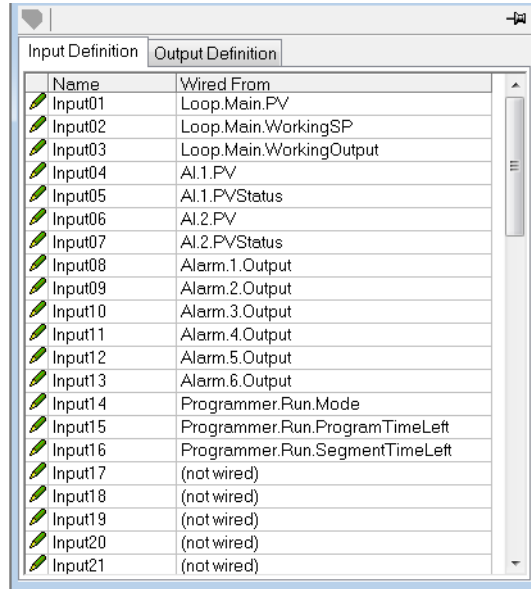 Input Definition Output Definition
Name Wired From
Input01 Loop.Main.PV
Input02 Loop.Main.WorkingSP
Input03 Loop.Main.WorkingOutput
Input04 AI.1.PV
Input05 AI.1.PVStatus
Input06 AI.2.PV
Input07 AI.2.PVStatus
Input08 Alarm.1.Output
Input09 Alarm.2.Output
Input10 Alarm.3.Output
Input11 Alarm.4.Output
Input12 Alarm.5.Output
Input13 Alarm.6.Output
Input14 Programmer.Run.Mode
Input15 Programmer.Run.ProgramTimeLeft
Input16 Programmer.Run.SegmentTimeLeft
Input17 (not wired)
Input18 (not wired)
Input19 (not wired)
Input20 (not wired)
Input21 (not wired)